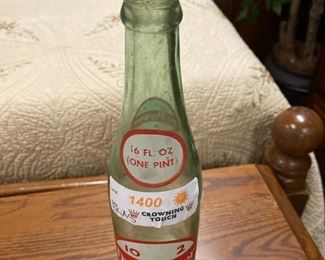 16 FL. OZ
(ONE PINT)
1400
CROWNING
TOUCH
10 2